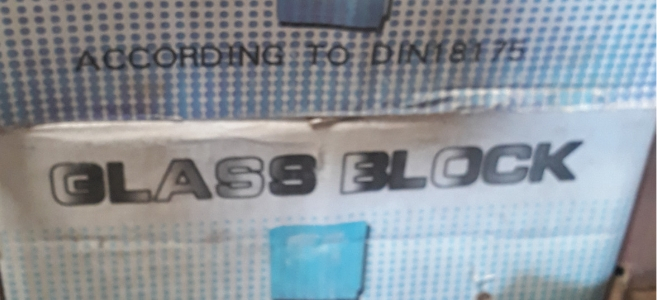 ACCORDING TO DIN18175
GLASS BLOCK